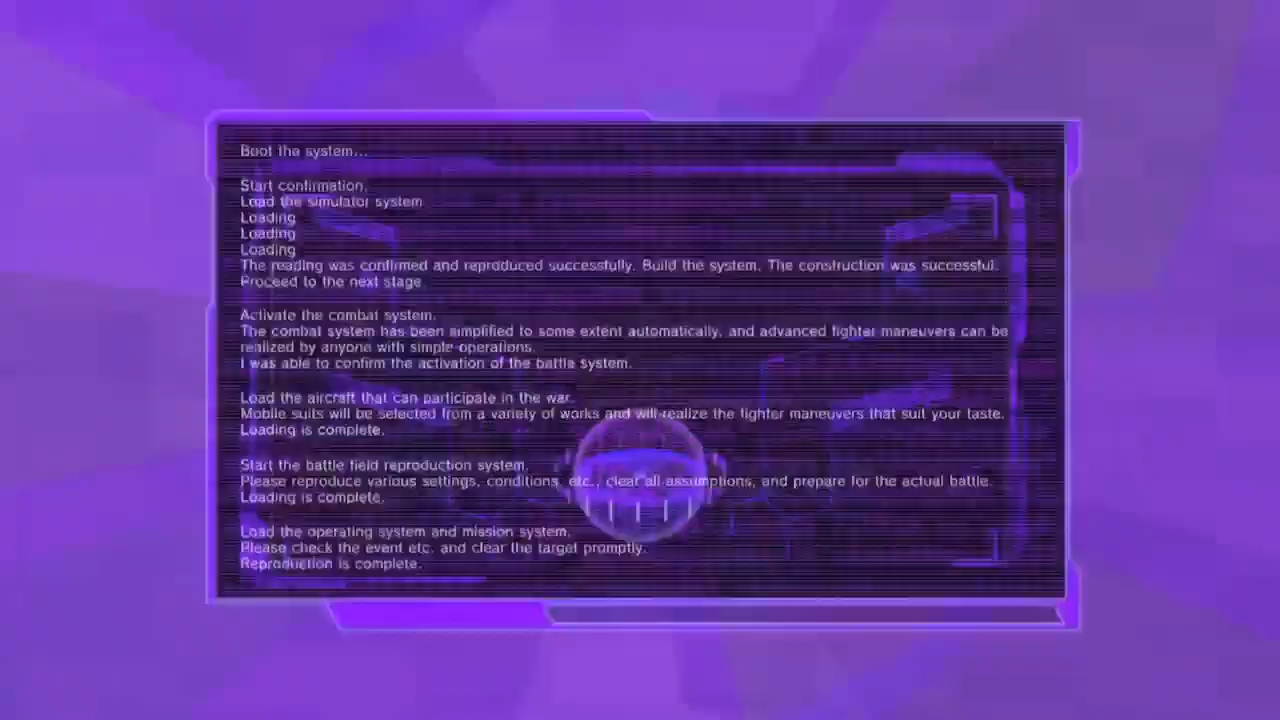 Boot the system...
Start confirmation.
Load the simulator system
Loading
Loading
Loading
The reading was confirmed and reproduced successfully. Build the system. The construction was successful.
Proceed to the next stage.
Activate the combat system.
The combat system has been simplified to some extent automatically, and advanced fighter maneuvers can be
realized by anyone with simple operations.
I was able to confirm the activation of the battle system.
Load the aircraft that can participate in the war.
Mobile suits will be selected from a variety of works and will realize the fighter maneuvers that suit your taste.
Loading is complete.
Start the battle field reproduction system.
Please reproduce various settings, conditions, etc., clear all assumptions, and prepare for the actual battle.
Loading is complete.
Load the operating system and mission system.
Please check the event etc. and clear the target promptly.
Reproduction is complete.